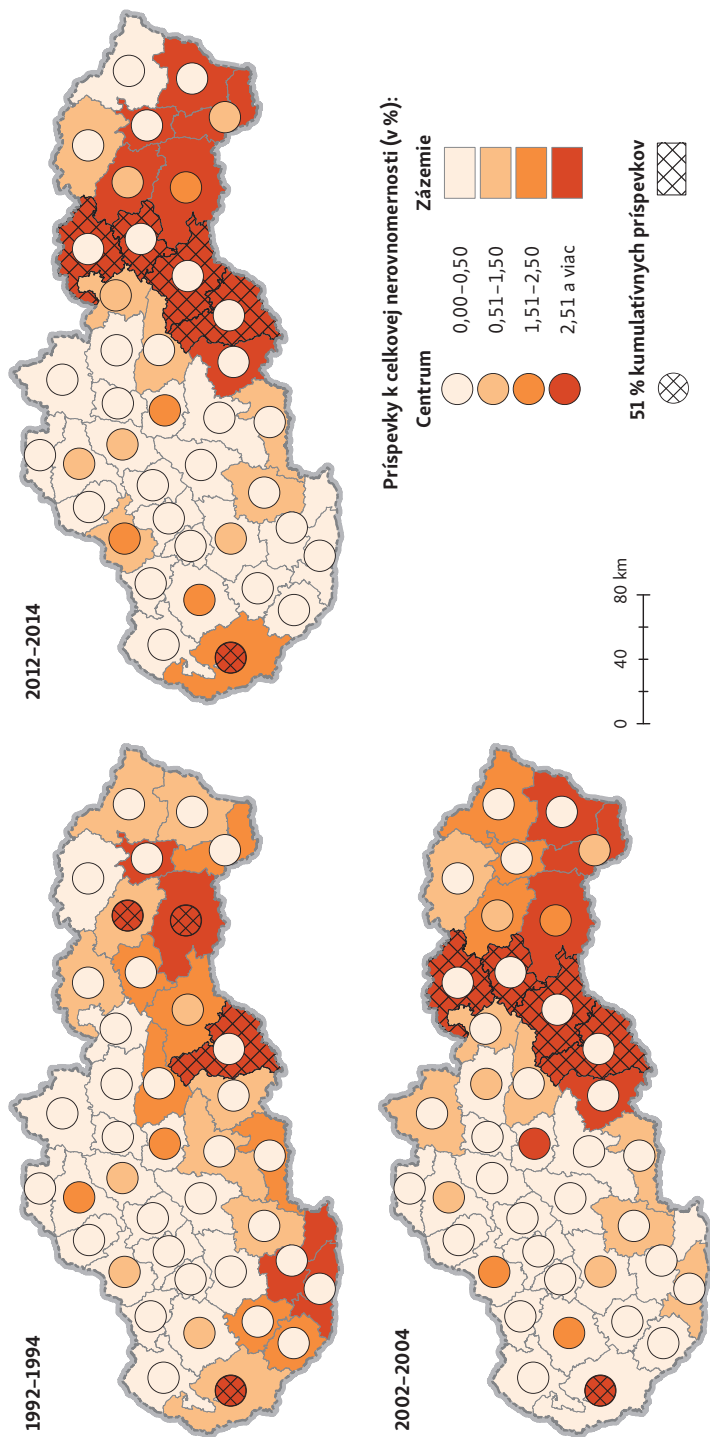 1992–1994
2012–2014
2002–2004
0 40 80 km
Príspevky k celkovej nerovnomernosti (v %):
Centrum Zázemie
0,00–0,50
0,51–1,50
1,51–2,50
2,51 a viac
51 % kumulatívnych príspevkov